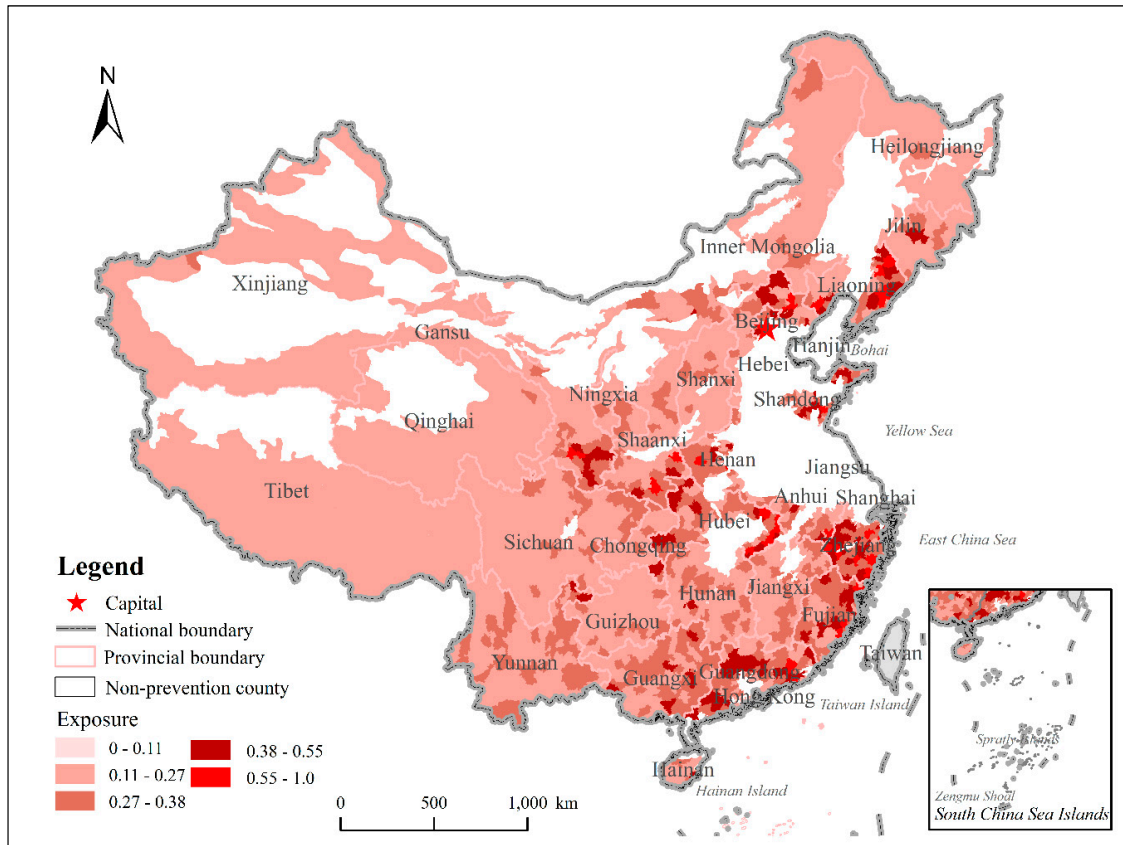 N
Heilongjiang
Jilin
Inner Mongolia
Liaoning
Xinjiang
Beijing
Gansu
Tianjin
Bohai
Hebei
Shanxi
Ningxia
Shandong
Qinghai
Yellow Sea
Shaanxi
Henan
Jiangsu
Tibet
Anhui
Shanghai
Hubei
Sichuan
Chongqing
Zhejiang
East China Sea
Hunan
Jiangxi
Guizhou
Fujian
Taiwan
Yunnan
Guangxi
Guangdong
Hong Kong
Taiwan Island
Hainan
Hainan Island
Legend
Capital
National boundary
Provincial boundary
Non-prevention county
Exposure
0 - 0.11
0.11 - 0.27
0.27 - 0.38
0.38 - 0.55
0.55 - 1.0
0 500 1,000 km
Spratly Islands
Zengmu Shoal
South China Sea Islands